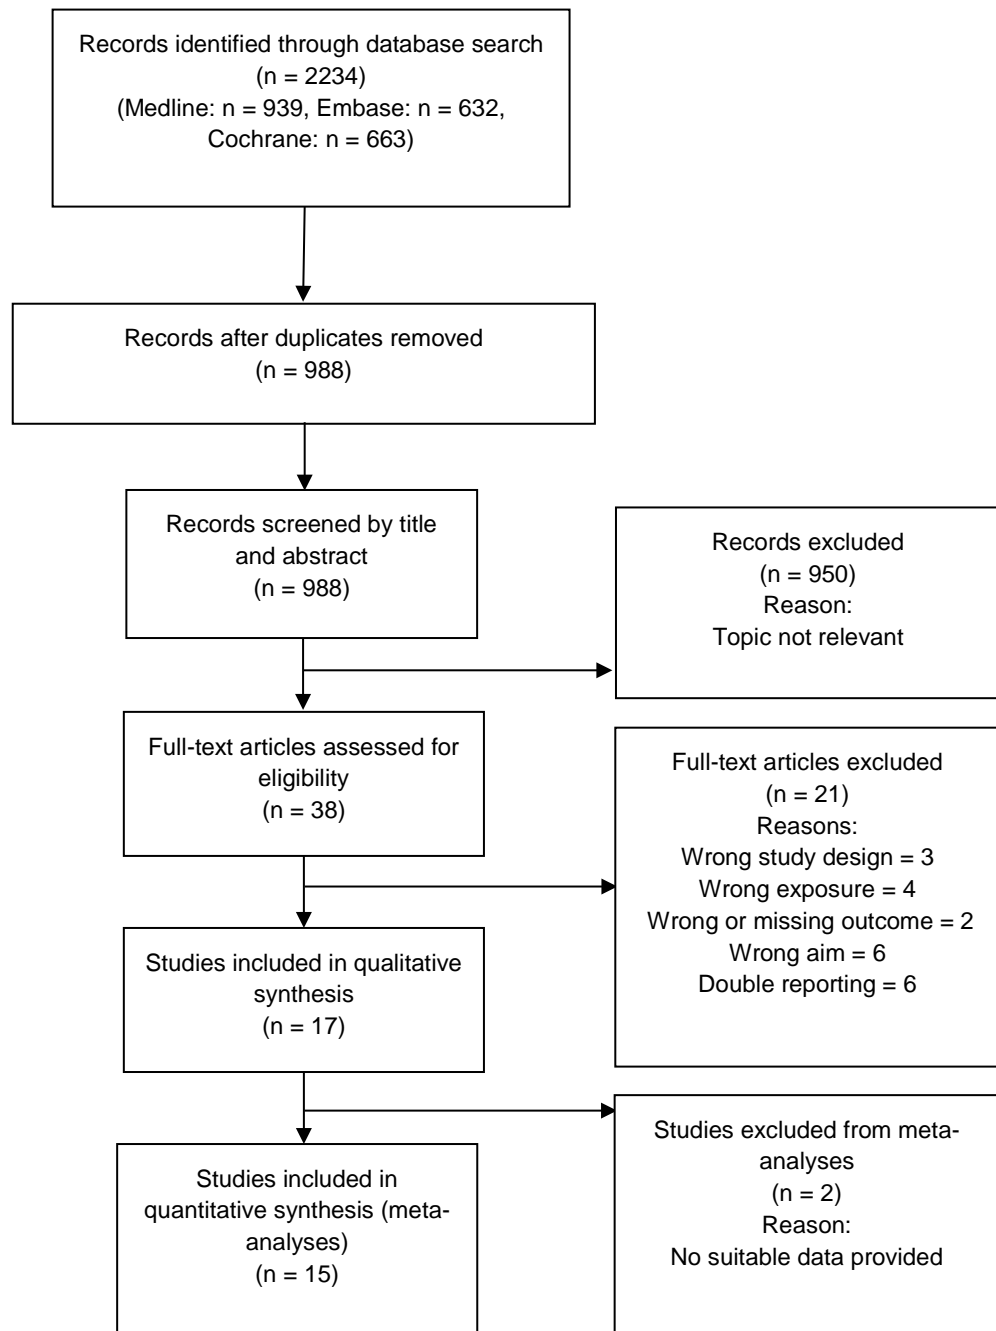 Records identified through database search
(n = 2234)
(Medline: n = 939, Embase: n = 632,
Cochrane: n = 663)
Records after duplicates removed
(n = 988)
Records screened by title
and abstract
(n = 988)
Records excluded
(n = 950)
Reason:
Topic not relevant
Full-text articles assessed for
eligibility
(n = 38)
Full-text articles excluded
(n = 21)
Reasons:
Wrong study design = 3
Wrong exposure = 4
Wrong or missing outcome = 2
Wrong aim = 6
Double reporting = 6
Studies included in qualitative
synthesis
(n = 17)
Studies excluded from meta-
analyses
(n = 2)
Reason:
No suitable data provided
Studies included in
quantitative synthesis (meta-
analyses)
(n = 15)